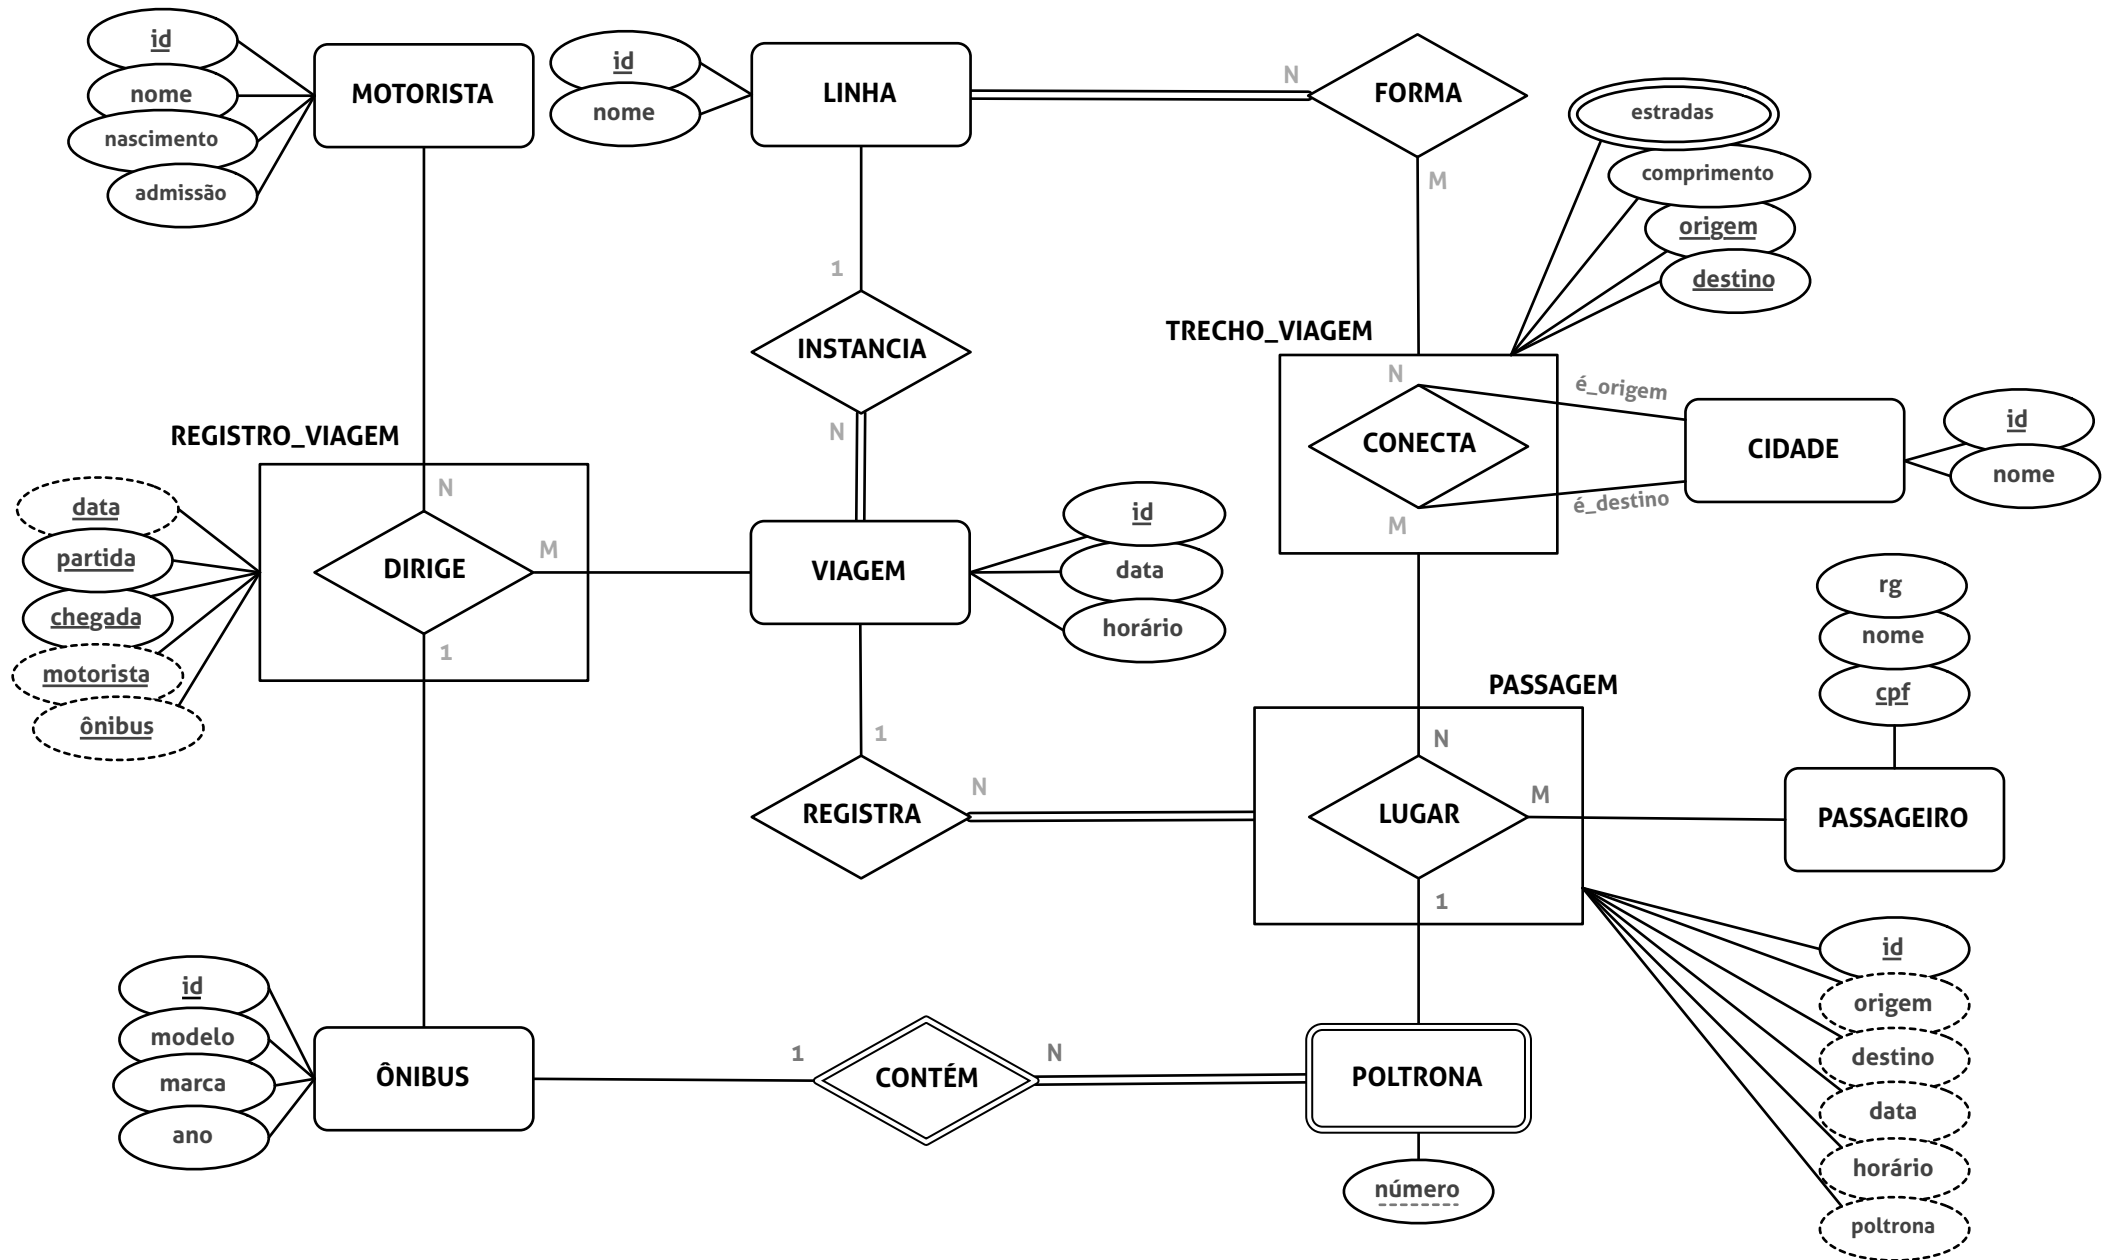 id
nome
nascimento
admissão
MOTORISTA
id
nome
LINHA
N
FORMA
M
estradas
comprimento
origem
destino
1
INSTANCIA
N
TRECHO_VIAGEM
N
CONECTA
M
é_origem
é_destino
CIDADE
id
nome
REGISTRO_VIAGEM
data
partida
chegada
motorista
ônibus
N
DIRIGE
M
1
VIAGEM
id
data
horário
rg
nome
cpf
PASSAGEM
1
REGISTRA
N
N
LUGAR
M
1
PASSAGEIRO
id
origem
destino
data
horário
poltrona
id
modelo
marca
ano
ÔNIBUS
1
CONTÉM
N
POLTRONA
número